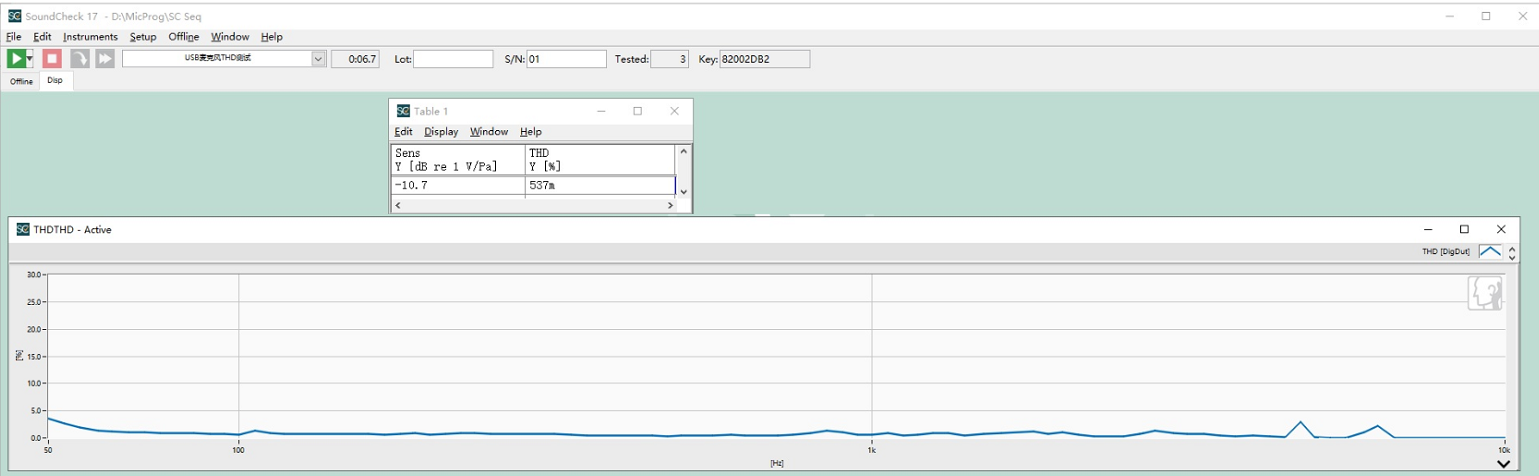 SC SoundCheck 17 - D:\MicProg\SC Seq
File Edit Instruments Setup Offline Window Help
USB麦克风THD测试 0:06.7 Lot: S/N: 01 Tested: 3 Key: 82002DB2
Offline Disp
SC Table 1
Edit Display Window Help
Sens THD
Y [dB re 1 V/Pa] Y [%]
-10.7 537m
SC THDTHD - Active
THD [DigDut]
30.0
25.0
20.0
15.0
10.0
5.0
0.0
[%]
50 100 1k 10k
[Hz]